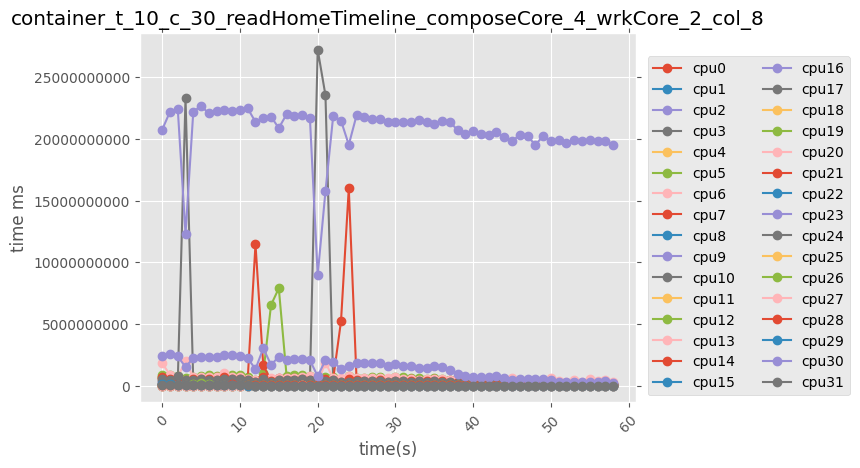 container_t_10_c_30_readHomeTimeline_composeCore_4_wrkCore_2_col_8
time ms
25000000000
20000000000
15000000000
10000000000
5000000000
0
0
10
20
30
40
50
60
time(s)
cpu0
cpu1
cpu2
cpu3
cpu4
cpu5
cpu6
cpu7
cpu8
cpu9
cpu10
cpu11
cpu12
cpu13
cpu14
cpu15
cpu16
cpu17
cpu18
cpu19
cpu20
cpu21
cpu22
cpu23
cpu24
cpu25
cpu26
cpu27
cpu28
cpu29
cpu30
cpu31